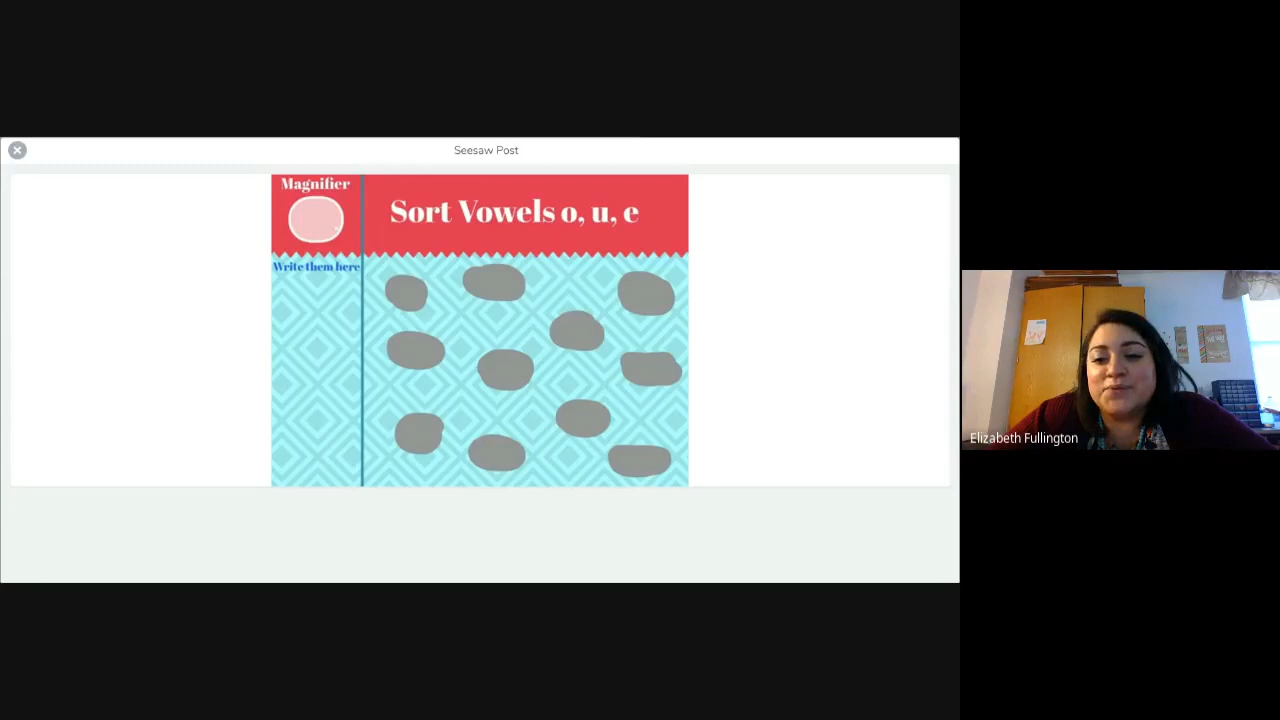 Seesaw Post
Magnifier
Sort Vowels o, u, e
Write them here
Elizabeth Fullington